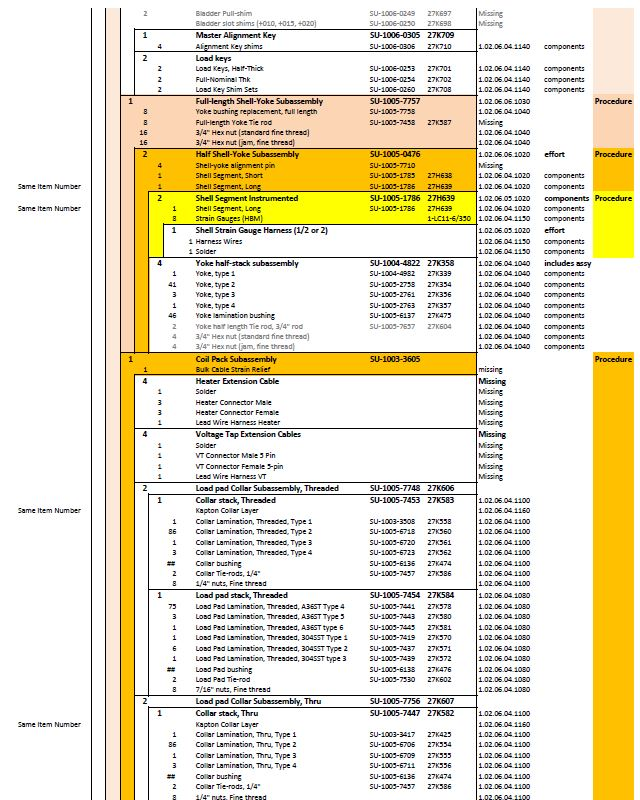 2 Bladder Pull-shim SU-1006-0249 27K697 Missing
Bladder slot shims (+010, +015, +020) SU-1006-0250 27K698 Missing
1 Master Alignment Key SU-1006-0305 27K709
4 Alignment Key shims SU-1006-0306 27K710 1.02.06.04.1140 components
2 Load keys
2 Load Keys, Half-Thick SU-1006-0253 27K701 1.02.06.04.1140 components
2 Full-Nominal Thk SU-1006-0254 27K702 1.02.06.04.1140 components
2 Load Key Shim Sets SU-1006-0260 27K708 1.02.06.04.1140 components
1 Full-length Shell-Yoke Subassembly SU-1005-7757 1.02.06.06.1030 Procedure
8 Yoke bushing replacement, full length SU-1005-7758 1.02.06.04.1040
8 Full-length Yoke Tie rod SU-1005-7458 27K587 Missing
16 3/4" Hex nut (standard fine thread) 1.02.06.04.1040
16 3/4" Hex nut (jam, fine thread) 1.02.06.04.1040
2 Half Shell-Yoke Subassembly SU-1005-0476 1.02.06.06.1020 effort Procedure
4 Shell-yoke alignment pin SU-1005-7710 Missing
1 Shell Segment, Short SU-1005-1785 27H638 1.02.06.04.1020 components
Same Item Number 1 Shell Segment, Long SU-1005-1786 27H639 1.02.06.04.1020 components
2 Shell Segment Instrumented SU-1005-1786 27H639 1.02.06.05.1020 components Procedure
Same Item Number 1 Shell Segment, Long SU-1005-1786 27H639 1.02.06.04.1020 components
8 Strain Gauges (HBM) 1-LC11-6/350 1.02.06.04.1150 components
1 Shell Strain Gauge Harness (1/2 or 2) 1.02.06.05.1020 effort
1 Harness Wires 1.02.06.04.1150 components
1 Solder 1.02.06.04.1150 components
4 Yoke half-stack subassembly SU-1004-4822 27K358 1.02.06.04.1040 includes assy
1 Yoke, type 1 SU-1004-4982 27K339 1.02.06.04.1040 components
41 Yoke, type 2 SU-1005-2758 27K354 1.02.06.04.1040 components
3 Yoke, type 3 SU-1005-2761 27K356 1.02.06.04.1040 components
1 Yoke, type 4 SU-1005-2763 27K357 1.02.06.04.1040 components
46 Yoke lamination bushing SU-1005-6137 27K475 1.02.06.04.1040 components
2 Yoke half length Tie rod, 3/4" rod SU-1005-7657 27K604 1.02.06.04.1040 components
4 3/4" Hex nut (standard fine thread) 1.02.06.04.1040 components
4 3/4" Hex nut (jam, fine thread) 1.02.06.04.1040 components
1 Coil Pack Subassembly SU-1003-3605 Procedure
1 Bulk Cable Strain Relief missing
4 Heater Extension Cable Missing
1 Solder Missing
3 Heater Connector Male Missing
3 Heater Connector Female Missing
1 Lead Wire Harness Heater Missing
4 Voltage Tap Extension Cables Missing
1 Solder Missing
1 VT Connector Male 5 Pin Missing
1 VT Connector Female 5-pin Missing
1 Lead Wire Harness VT Missing
2 Load pad Collar Subassembly, Threaded SU-1005-7748 27K606
1 Collar stack, Threaded SU-1005-7453 27K583 1.02.06.04.1100
Same Item Number Kapton Collar Layer 1.02.06.04.1160
1 Collar Lamination, Threaded, Type 1 SU-1003-3508 27K558 1.02.06.04.1100
86 Collar Lamination, Threaded, Type 2 SU-1005-6718 27K560 1.02.06.04.1100
1 Collar Lamination, Threaded, Type 3 SU-1005-6720 27K561 1.02.06.04.1100
3 Collar Lamination, Threaded, Type 4 SU-1005-6723 27K562 1.02.06.04.1100
## Collar bushing SU-1005-6136 27K474 1.02.06.04.1100
2 Collar Tie-rods, 1/4" SU-1005-7457 27K586 1.02.06.04.1100
8 1/4" nuts, Fine thread 1.02.06.04.1100
1 Load pad stack, Threaded SU-1005-7454 27K584 1.02.06.04.1080
75 Load Pad Lamination, Threaded, A36ST Type 4 SU-1005-7441 27K578 1.02.06.04.1080
3 Load Pad Lamination, Threaded, A36ST Type 5 SU-1005-7443 27K580 1.02.06.04.1080
1 Load Pad Lamination, Threaded, A36ST type 6 SU-1005-7445 27K581 1.02.06.04.1080
1 Load Pad Lamination, Threaded, 304SST Type 1 SU-1005-7419 27K570 1.02.06.04.1080
6 Load Pad Lamination, Threaded, 304SST Type 2 SU-1005-7437 27K571 1.02.06.04.1080
1 Load Pad Lamination, Threaded, 304SST type 3 SU-1005-7439 27K572 1.02.06.04.1080
## Load Pad bushing SU-1005-6138 27K476 1.02.06.04.1080
2 Load Pad Tie-rod SU-1005-7530 27K602 1.02.06.04.1080
8 7/16" nuts, Fine thread 1.02.06.04.1080
2 Load pad Collar Subassembly, Thru SU-1005-7756 27K607
1 Collar stack, Thru SU-1005-7447 27K582 1.02.06.04.1100
Same Item Number Kapton Collar Layer 1.02.06.04.1160
1 Collar Lamination, Thru, Type 1 SU-1003-3417 27K425 1.02.06.04.1100
86 Collar Lamination, Thru, Type 2 SU-1005-6706 27K554 1.02.06.04.1100
1 Collar Lamination, Thru, Type 3 SU-1005-6709 27K555 1.02.06.04.1100
3 Collar Lamination, Thru, Type 4 SU-1005-6711 27K556 1.02.06.04.1100
## Collar bushing SU-1005-6136 27K474 1.02.06.04.1100
2 Collar Tie-rods, 1/4" SU-1005-7457 27K586 1.02.06.04.1100
8 1/4" nuts, Fine thread 1.02.06.04.1100